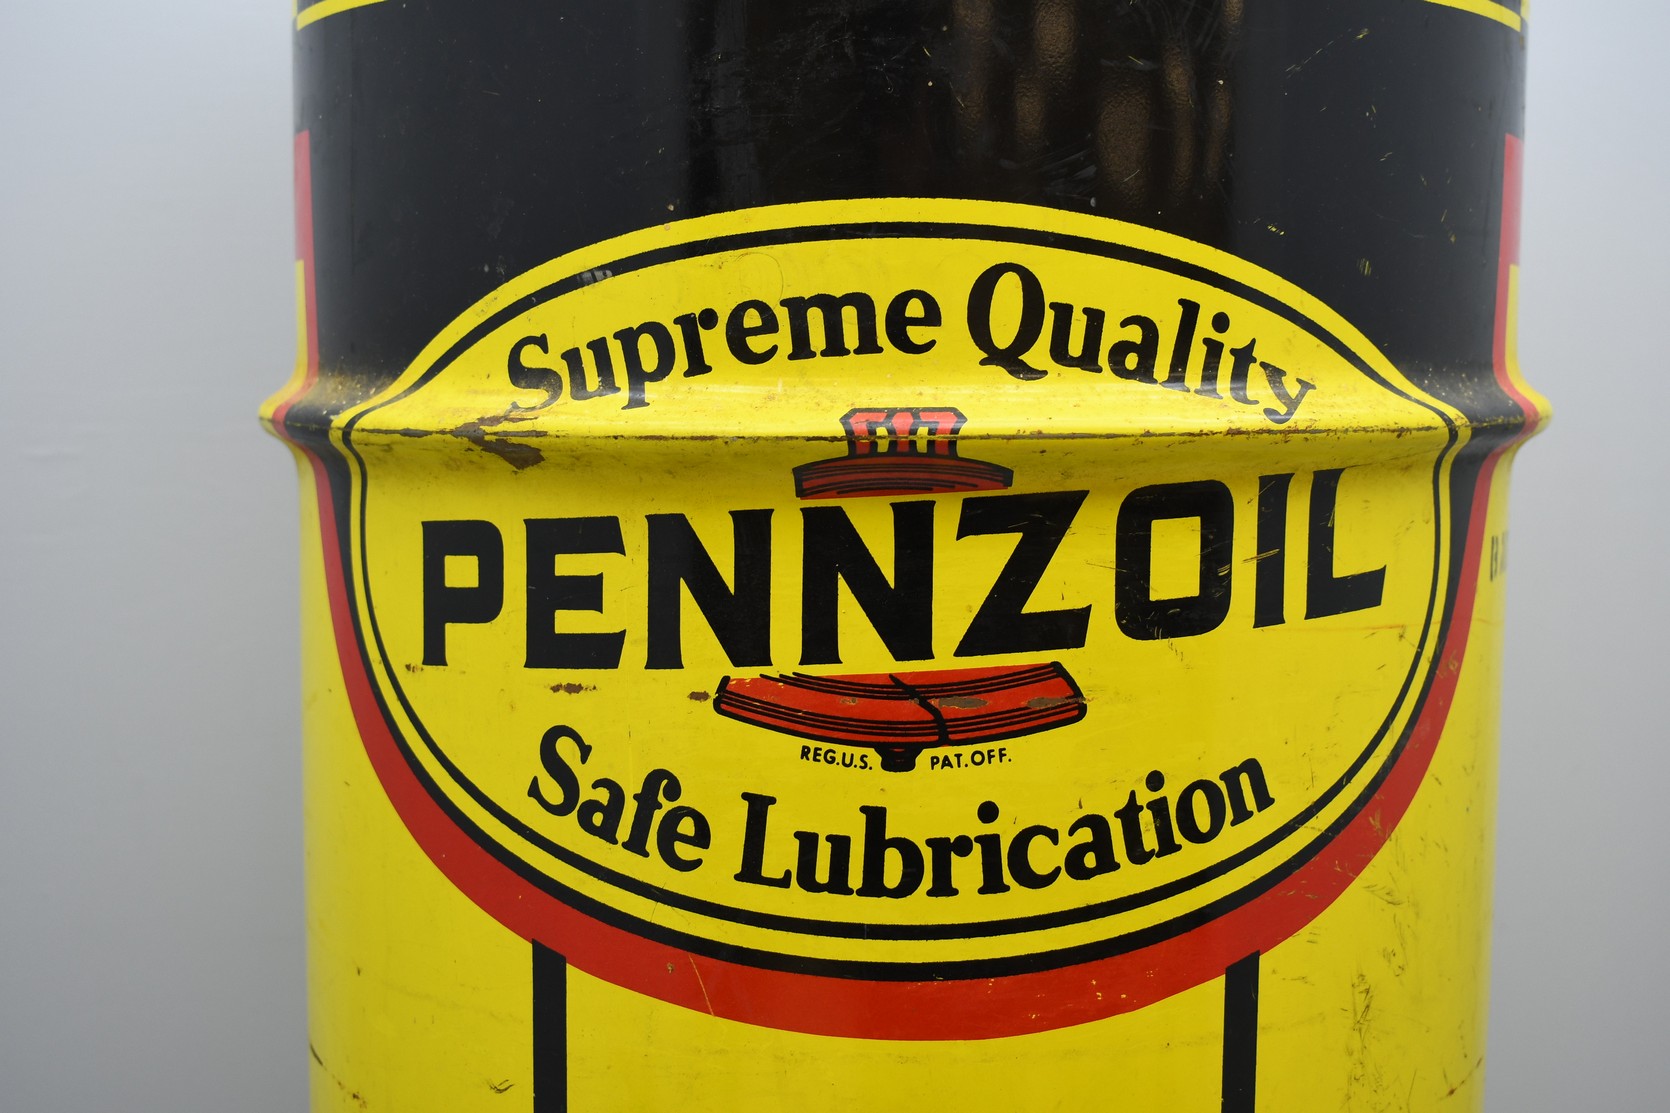 Supreme Quality
PENNZOIL
REG.U.S. PAT.OFF.
Safe Lubrication